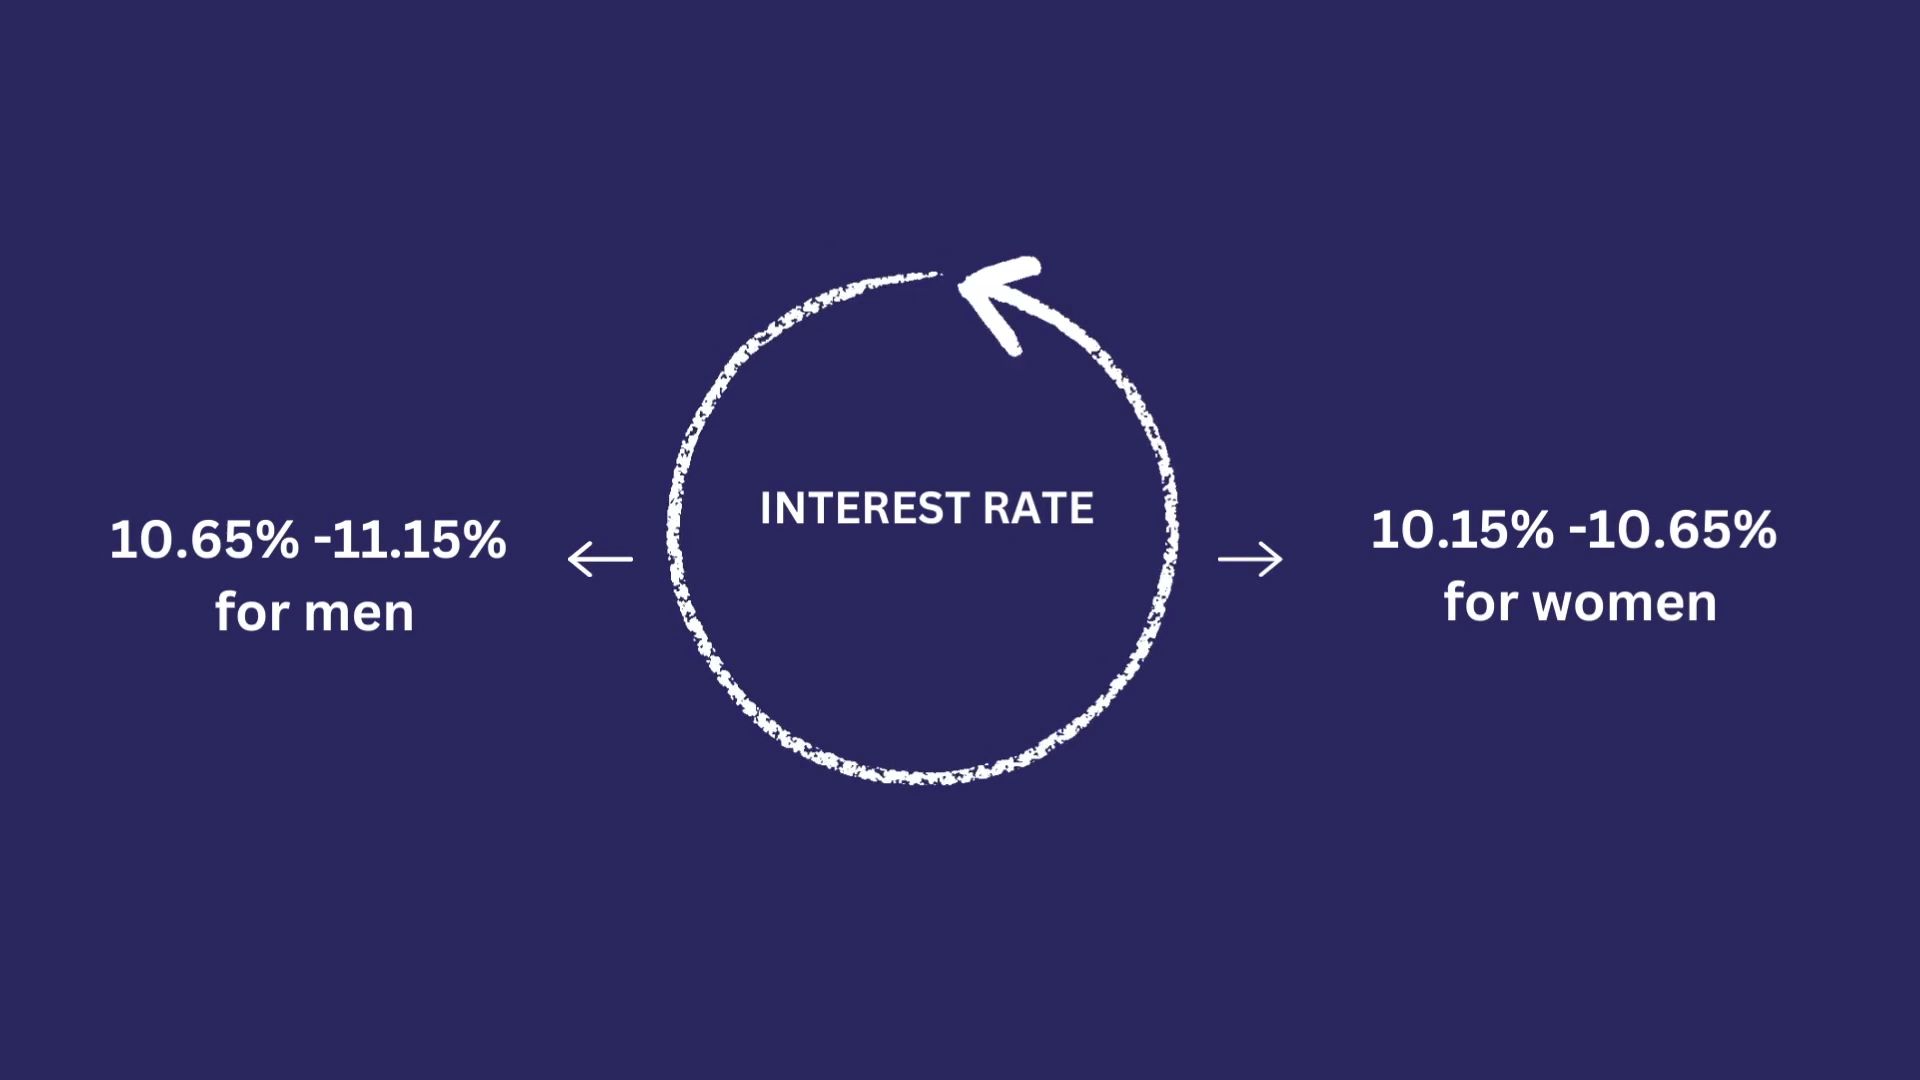 INTEREST RATE
10.65% -11.15%
for men
10.15% -10.65%
for women